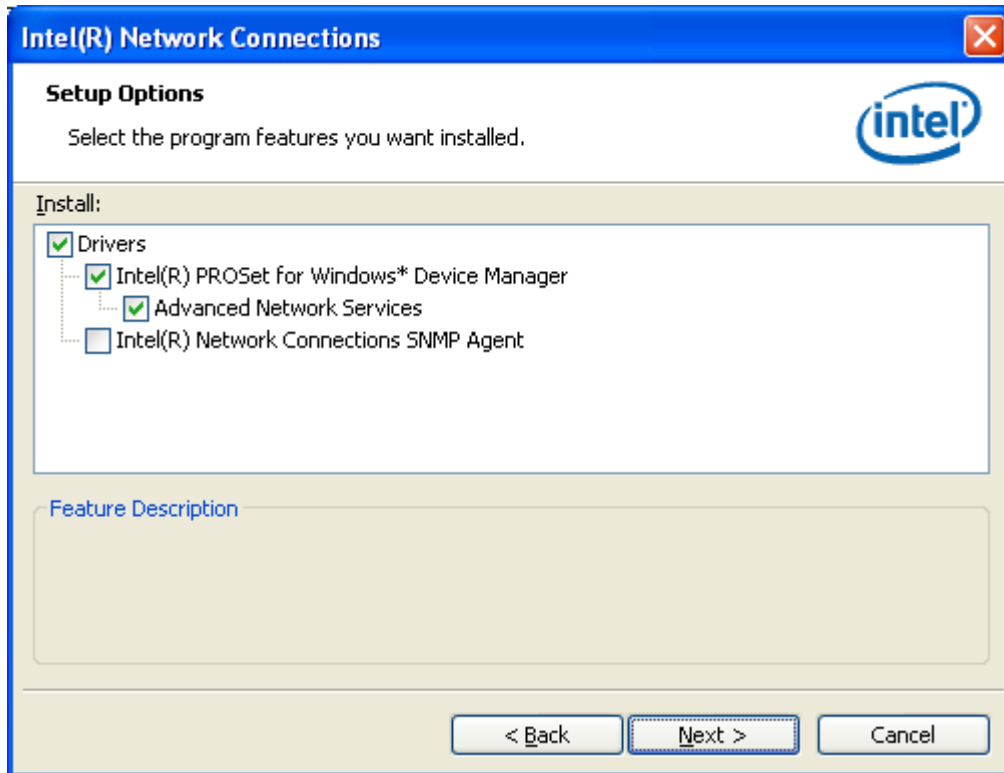 Intel(R) Network Connections
Setup Options
Select the program features you want installed.
intel
Install:
Drivers
Intel(R) PROSet for Windows* Device Manager
Advanced Network Services
Intel(R) Network Connections SNMP Agent
Feature Description
< Back Next > Cancel